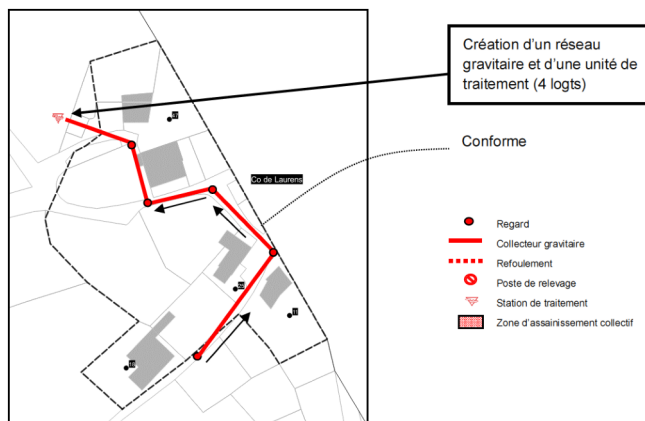 Création d'un réseau
gravitaire et d'une unité de
traitement (4 logts)
Conforme
Co de Laurens
Regard
Collecteur gravitaire
Refoulement
Poste de relevage
Station de traitement
Zone d'assainissement collectif